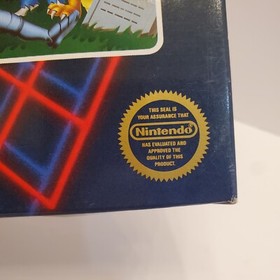 THIS SEAL IS
YOUR ASSURANCE THAT
Nintendo
HAS EVALUATED AND
APPROVED THE
QUALITY OF THIS
PRODUCT.